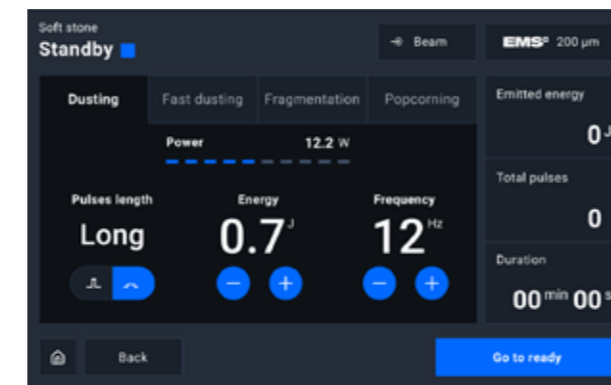 Soft stone
Standby
Beam
EMS 200 µm
Dusting
Fast dusting
Fragmentation
Popcorning
Power 12.2 W
Pulses length
Long
Energy
0.7 J
Frequency
12 Hz
Emitted energy
0 J
Total pulses
0
Duration
00 min 00 s
Back
Go to ready